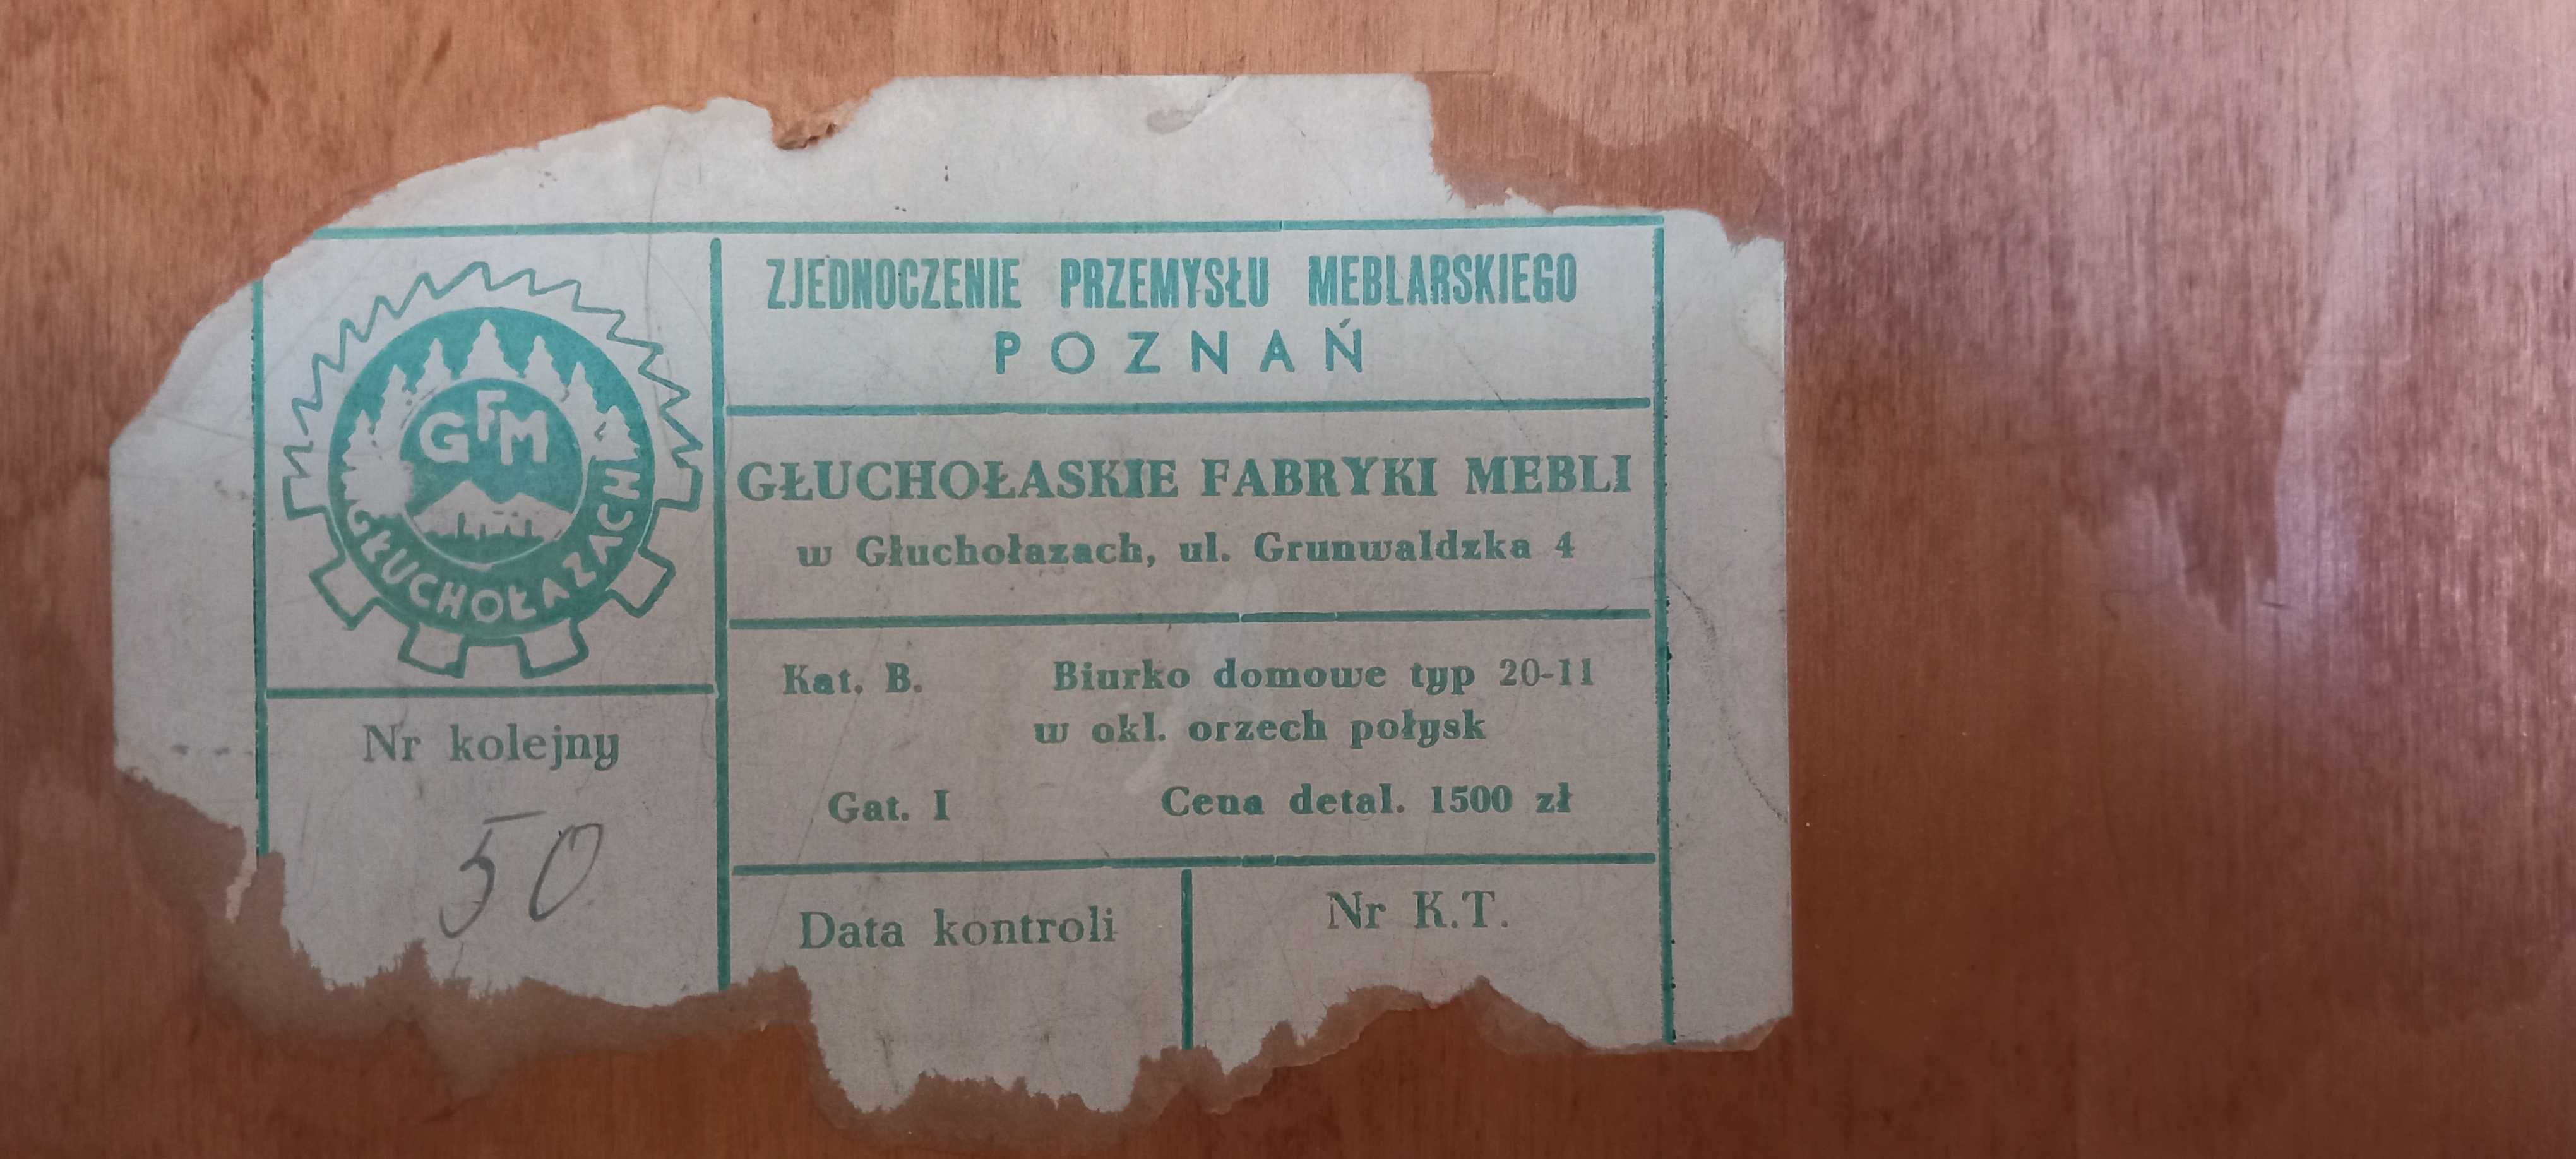 GFM
GŁUCHOŁAZACH
Nr kolejny
50
ZJEDNOCZENIE PRZEMYSŁU MEBLARSKIEGO
POZNAŃ
GŁUCHOŁASKIE FABRYKI MEBLI
w Głuchołazach, ul. Grunwaldzka 4
Kat. B. Biurko domowe typ 20-11
w okl. orzech połysk
Gat. I Cena detal. 1500 zł
Data kontroli
Nr K.T.